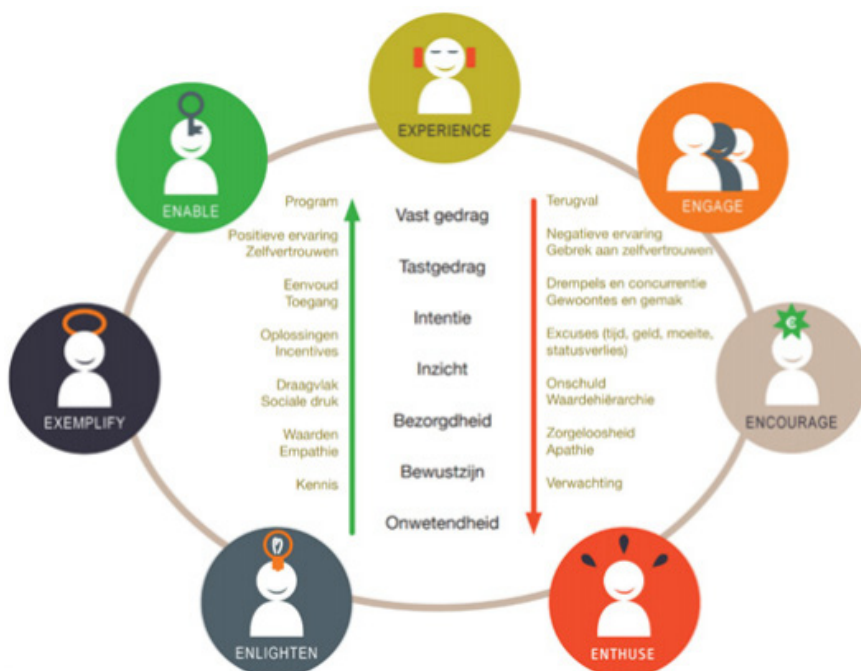 EXPERIENCE
ENABLE
ENGAGE
EXEMPLIFY
ENCOURAGE
ENLIGHTEN
ENTHUSE
Program
Positieve ervaring
Zelfvertrouwen
Eenvoud
Toegang
Oplossingen
Incentives
Draagvlak
Sociale druk
Waarden
Empathie
Kennis
Vast gedrag
Tastgedrag
Intentie
Inzicht
Bezorgdheid
Bewustzijn
Onwetendheid
Terugval
Negatieve ervaring
Gebrek aan zelfvertrouwen
Drempels en concurrentie
Gewoontes en gemak
Excuses (tijd, geld, moeite,
statusverlies)
Onschuld
Waardehiërarchie
Zorgeloosheid
Apathie
Verwachting
€